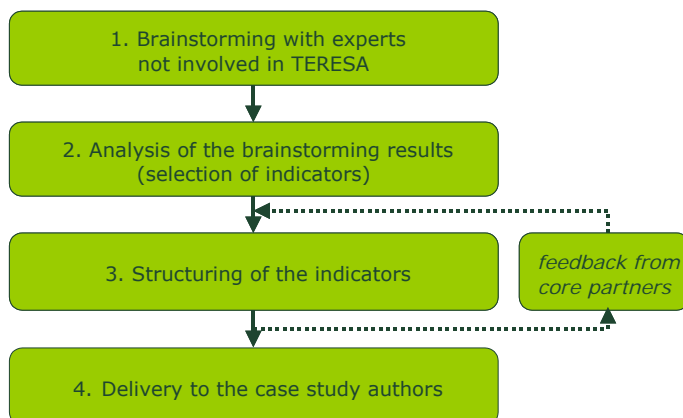 1. Brainstorming with experts
not involved in TERESA
2. Analysis of the brainstorming results
(selection of indicators)
3. Structuring of the indicators
feedback from
core partners
4. Delivery to the case study authors